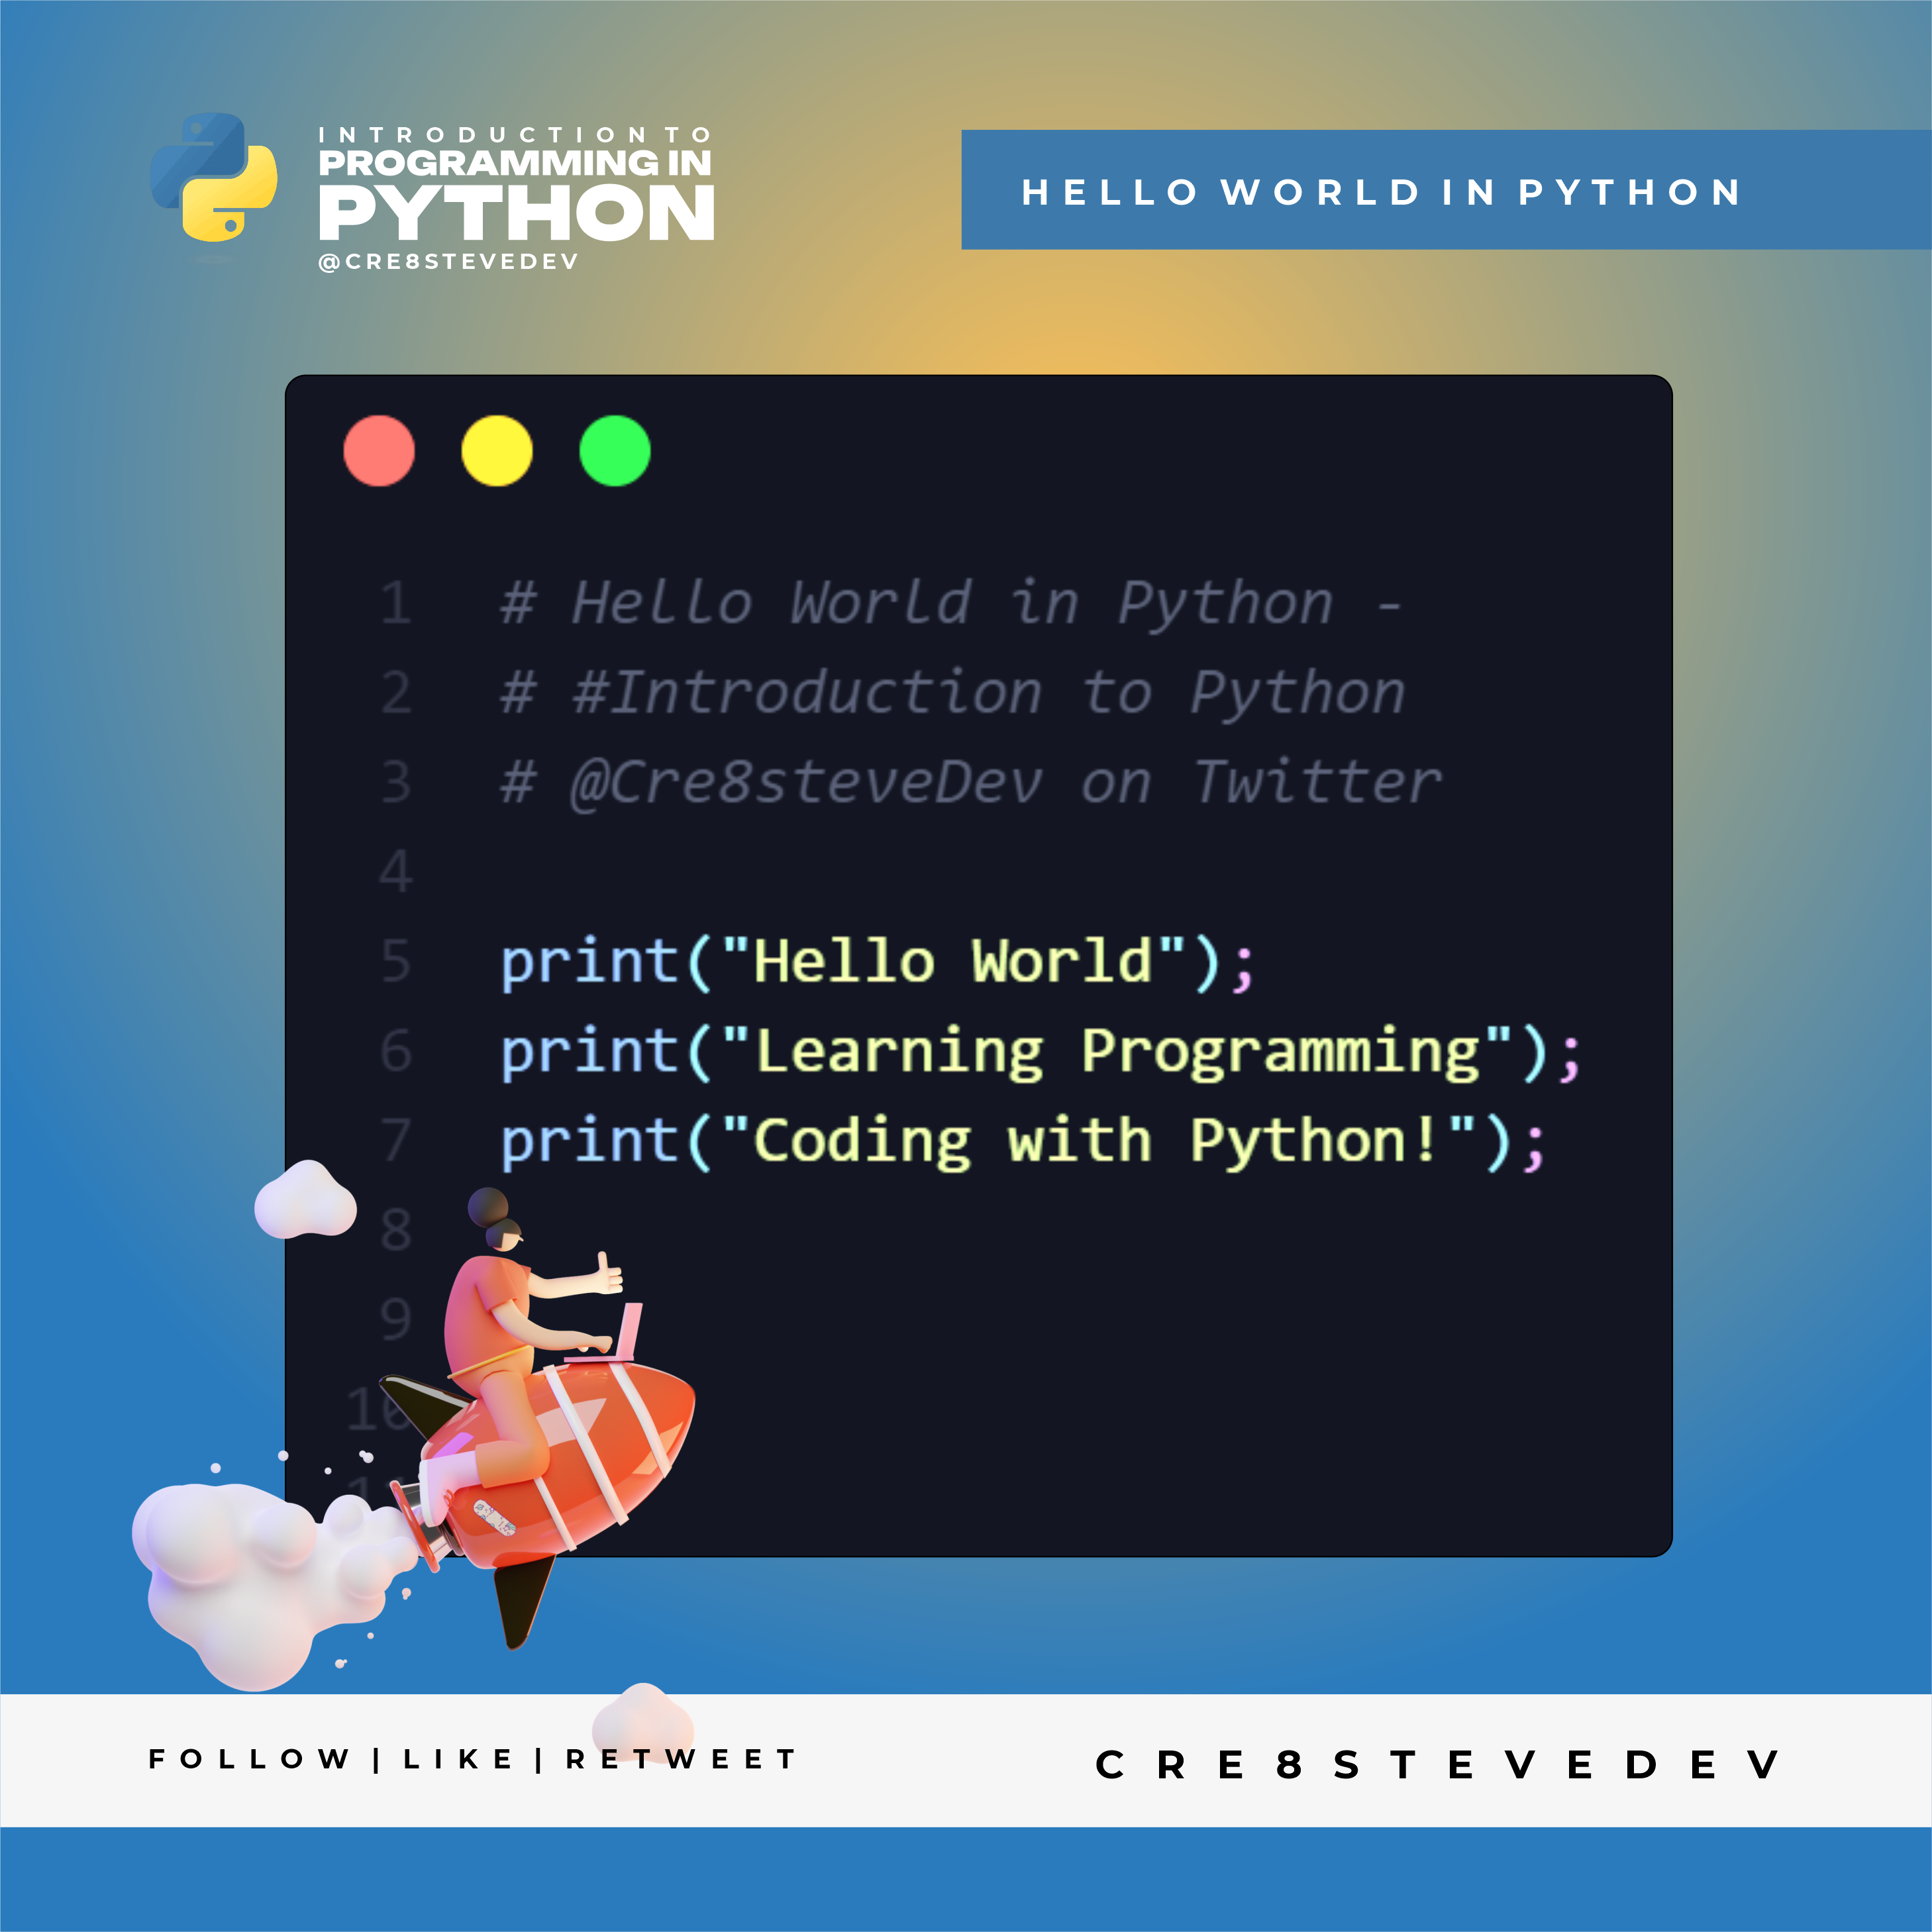 INTRODUCTION TO
PROGRAMMING IN
PYTHON
@CRE8STEVEDEV
HELLO WORLD IN PYTHON
1 # Hello World in Python -
2 # #Introduction to Python
3 # @Cre8steveDev on Twitter
4
5 print("Hello World");
6 print("Learning Programming");
7 print("Coding with Python!");
8
9
10
FOLLOW | LIKE | RETWEET
CRE8STEVEDEV